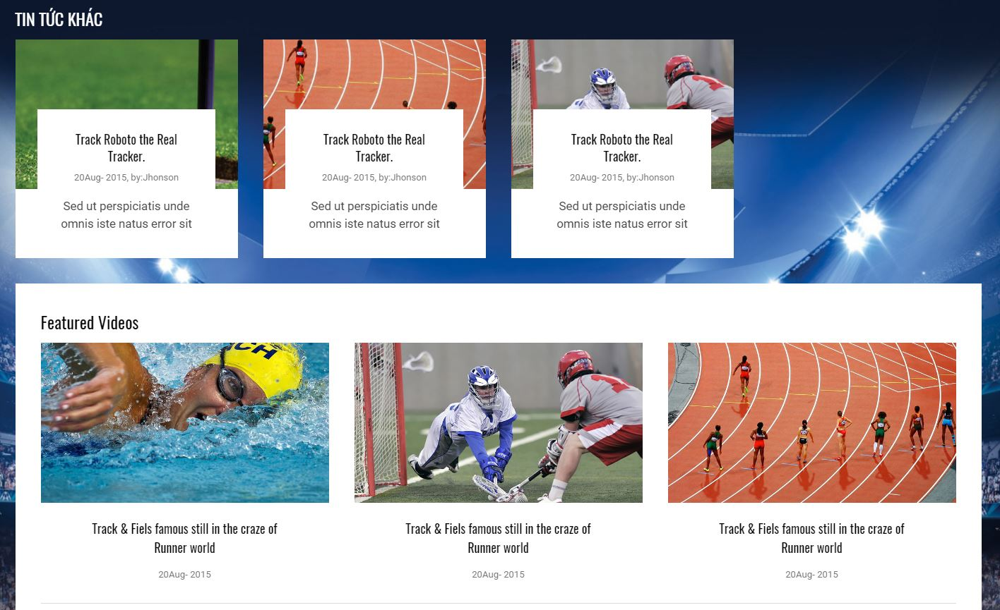 TIN TỨC KHÁC
Track Roboto the Real
Tracker.
20Aug- 2015, by:Jhonson
Sed ut perspiciatis unde
omnis iste natus error sit
Track Roboto the Real
Tracker.
20Aug- 2015, by:Jhonson
Sed ut perspiciatis unde
omnis iste natus error sit
Track Roboto the Real
Tracker.
20Aug- 2015, by:Jhonson
Sed ut perspiciatis unde
omnis iste natus error sit
Featured Videos
CH
Track & Fiels famous still in the craze of
Runner world
20Aug- 2015
Track & Fiels famous still in the craze of
Runner world
20Aug- 2015
Track & Fiels famous still in the craze of
Runner world
20Aug- 2015